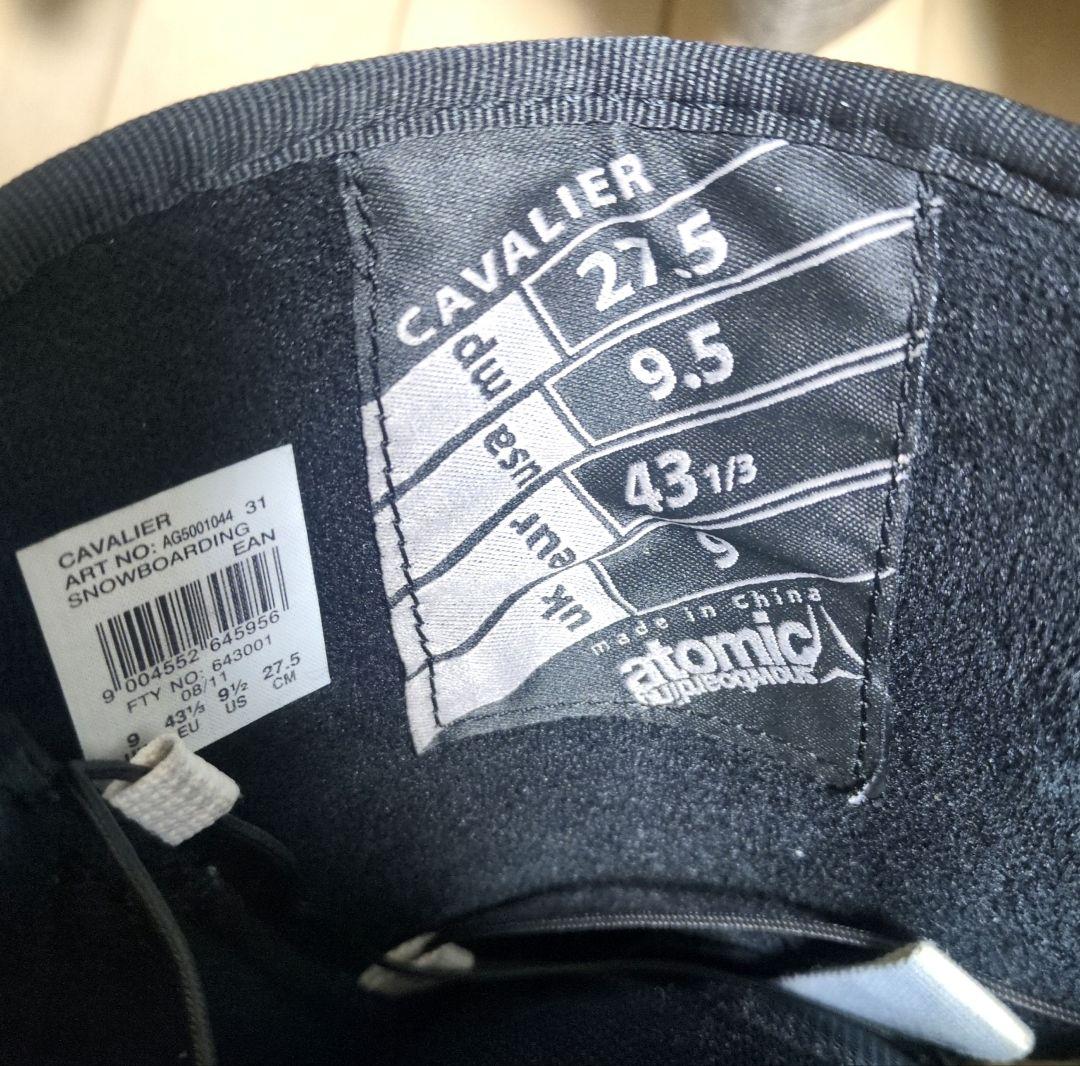 CAVALIER
mp 27.5
usa 9.5
eur 43 1/3
uk 9
made in China
atomic
snowboarding
CAVALIER
ART NO: AG5001044 31
SNOWBOARDING
EAN
9 004552 645956
FTY NO: 643001
08/11
9 43⅓ 9½ 27.5
EU US CM